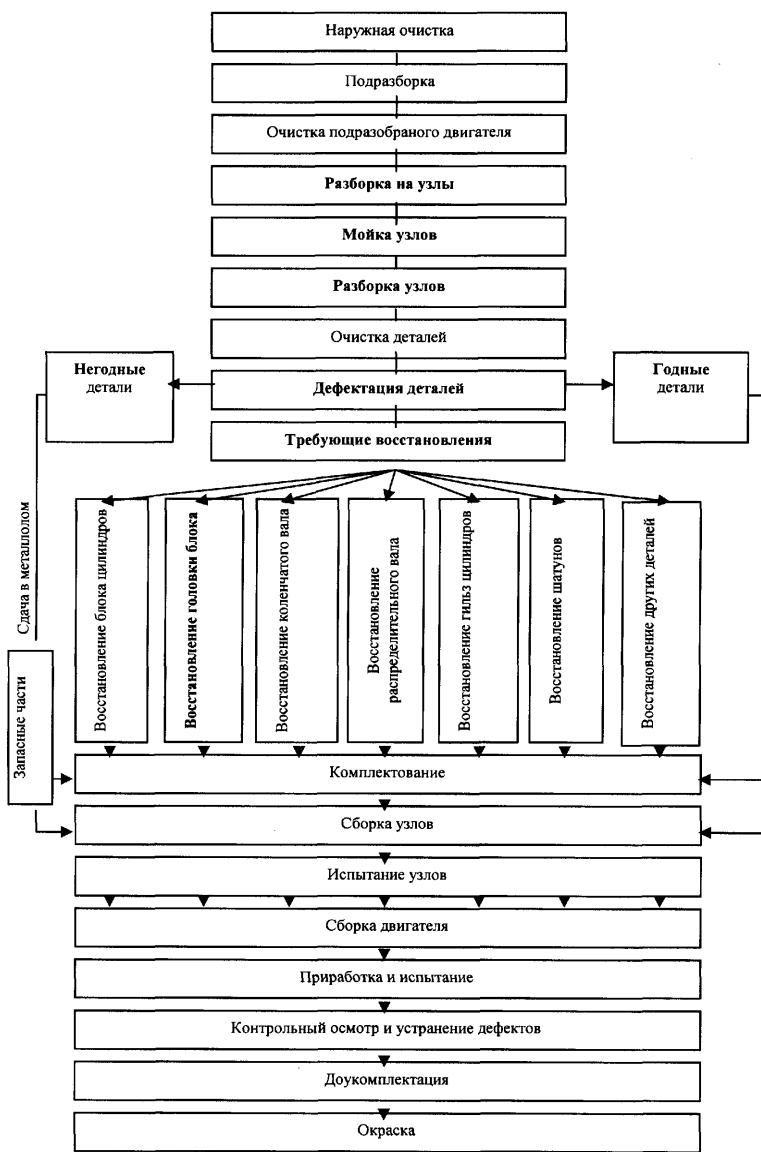 Наружная очистка
Подразборка
Очистка подразобраного двигателя
Разборка на узлы
Мойка узлов
Разборка узлов
Очистка деталей
Негодные
детали
Дефектация деталей
Годные
детали
Требующие восстановления
Сдача в металлолом
Запасные части
Восстановление блока цилиндров
Восстановление головки блока
Восстановление коленчатого вала
Восстановление
распределительного вала
Восстановление гильз цилиндров
Восстановление шатунов
Восстановление других деталей
Комплектование
Сборка узлов
Испытание узлов
Сборка двигателя
Приработка и испытание
Контрольный осмотр и устранение дефектов
Доукомплектация
Окраска